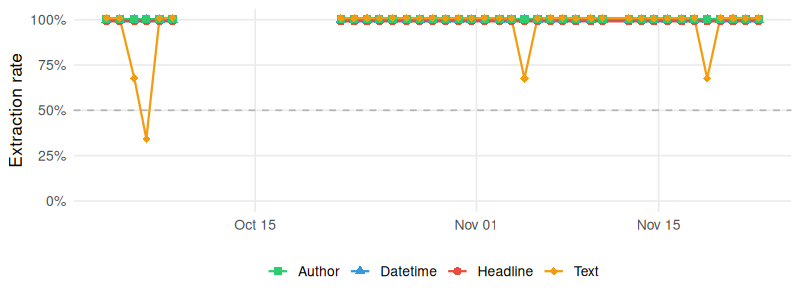 100%
75%
50%
25%
0%
Extraction rate
Oct 15 Nov 01 Nov 15
Author Datetime Headline Text